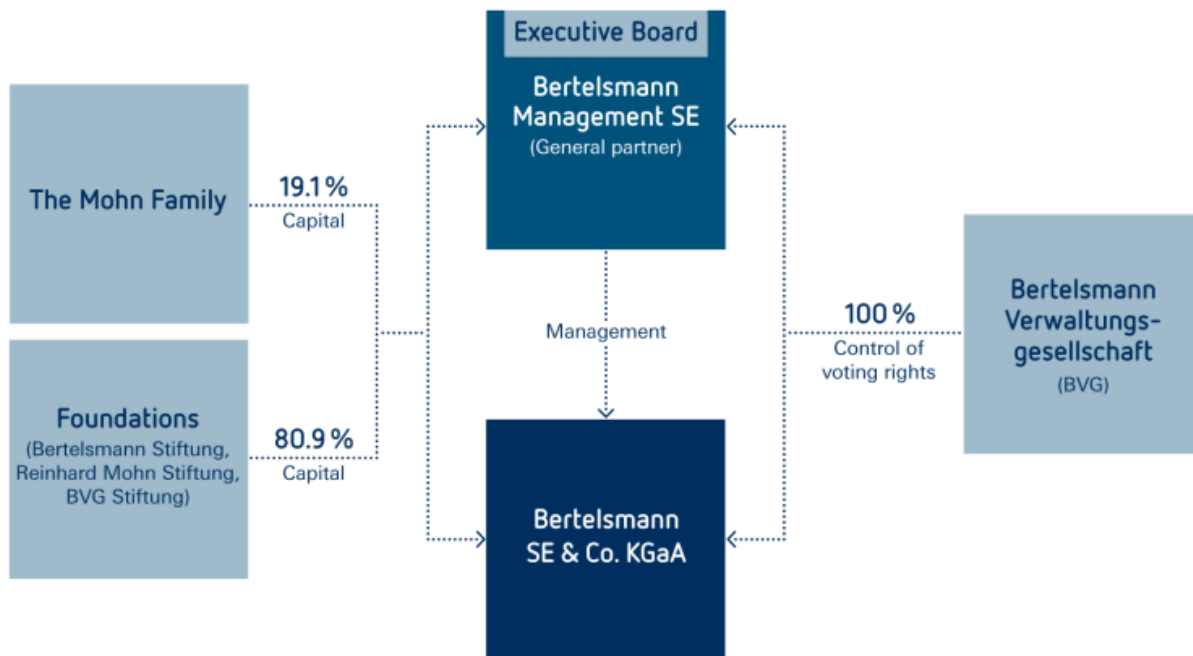 Executive Board
Bertelsmann
Management SE
(General partner)
The Mohn Family
19.1 %
Capital
Foundations
(Bertelsmann Stiftung,
Reinhard Mohn Stiftung,
BVG Stiftung)
80.9 %
Capital
Management
Bertelsmann
SE & Co. KGaA
100 %
Control of
voting rights
Bertelsmann
Verwaltungs-
gesellschaft
(BVG)